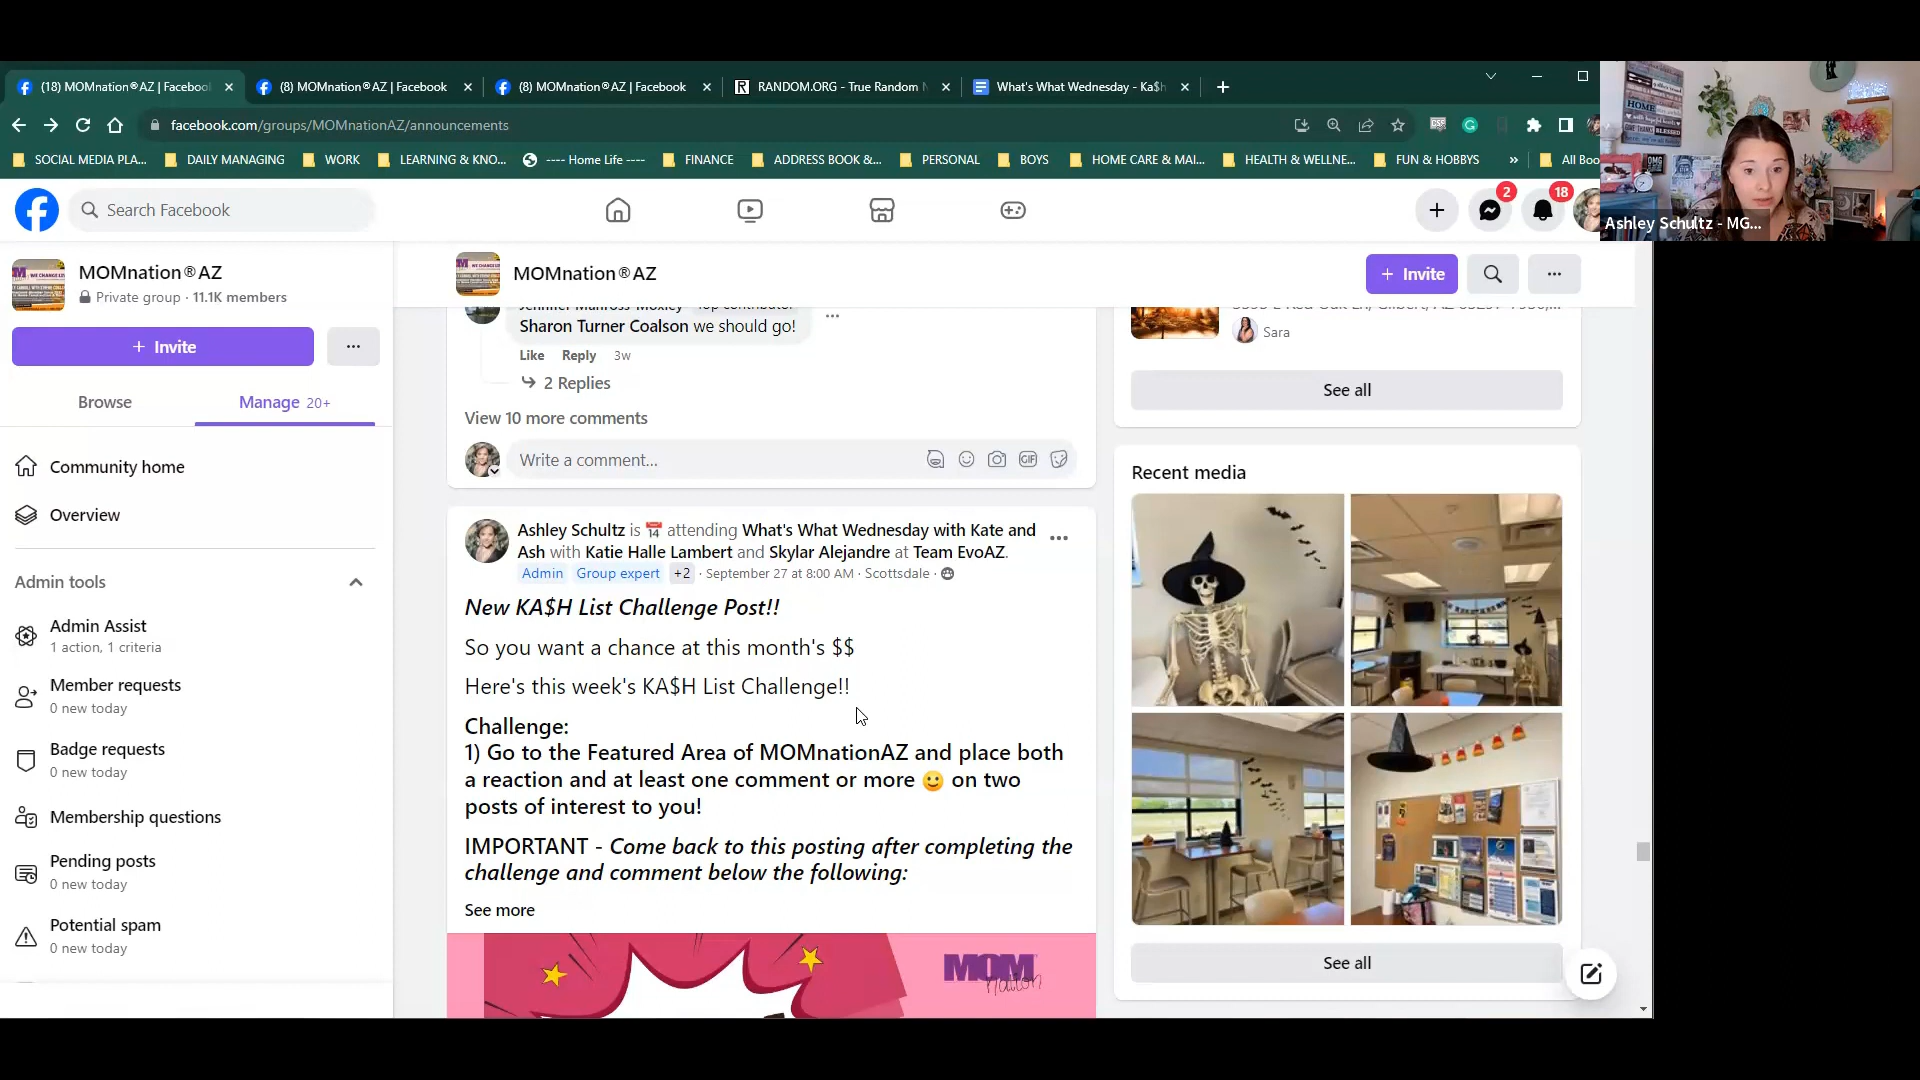 (18) MOMnation®AZ | Facebook
(8) MOMnation®AZ | Facebook
(8) MOMnation®AZ | Facebook
RANDOM.ORG - True Random
What's What Wednesday - Ka$h
facebook.com/groups/MOMnationAZ/announcements
SOCIAL MEDIA PLA...
DAILY MANAGING
WORK
LEARNING & KNO...
---- Home Life ----
FINANCE
ADDRESS BOOK &...
PERSONAL
BOYS
HOME CARE & MAI...
HEALTH & WELLNE...
FUN & HOBBYS
»
All Boo
Ashley Schultz - MG...
Search Facebook
2
18
MOMnation®AZ
Private group · 11.1K members
+ Invite
...
Browse
Manage 20+
Community home
Overview
Admin tools
Admin Assist
1 action, 1 criteria
Member requests
0 new today
Badge requests
0 new today
Membership questions
Pending posts
0 new today
Potential spam
0 new today
MOMnation®AZ
+ Invite
Sharon Turner Coalson we should go!
Like Reply 3w
2 Replies
View 10 more comments
Write a comment...
GIF
Ashley Schultz is 📅 attending What's What Wednesday with Kate and
Ash with Katie Halle Lambert and Skylar Alejandre at Team EvoAZ.
Admin Group expert +2 · September 27 at 8:00 AM · Scottsdale ·
New KA$H List Challenge Post!!
So you want a chance at this month's $$
Here's this week's KA$H List Challenge!!
Challenge:
1) Go to the Featured Area of MOMnationAZ and place both
a reaction and at least one comment or more 🙂 on two
posts of interest to you!
IMPORTANT - Come back to this posting after completing the
challenge and comment below the following:
See more
MOM
nation
Sara
See all
Recent media
See all